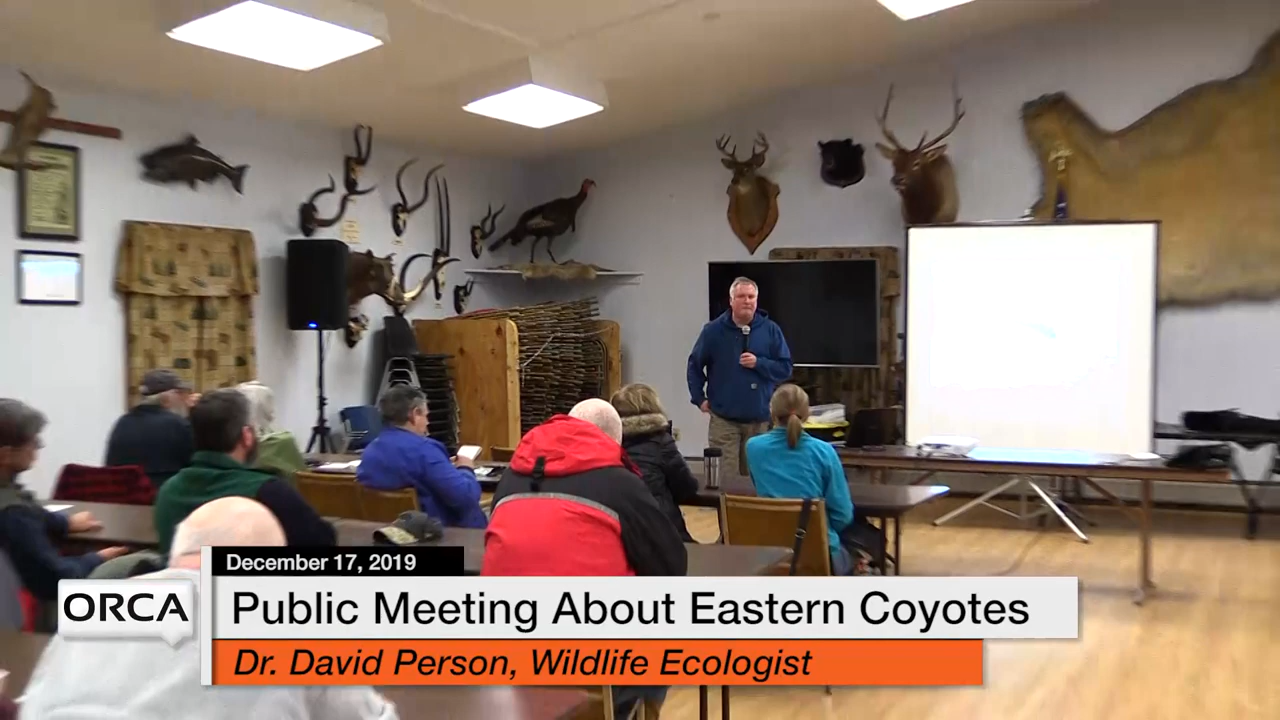 December 17, 2019
ORCA
Public Meeting About Eastern Coyotes
Dr. David Person, Wildlife Ecologist